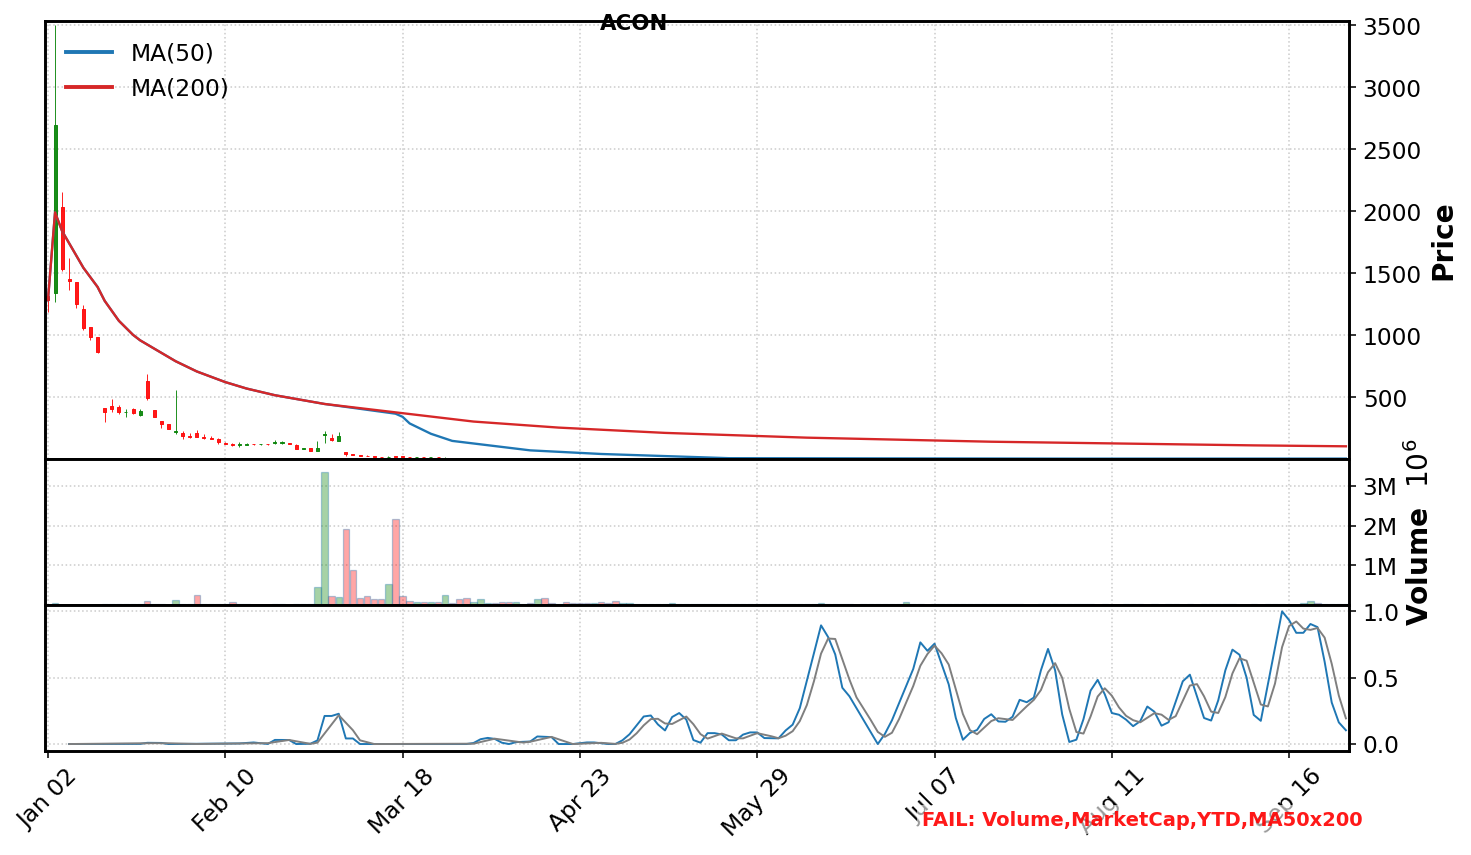 ACON
MA(50)
MA(200)
3500
3000
2500
2000
1500
1000
500
Price
10^6
3M
2M
1M
Volume
1.0
0.5
0.0
Jan 02
Feb 10
Mar 18
Apr 23
May 29
Jul 07
Aug 11
Sep 16
FAIL: Volume,MarketCap,YTD,MA50x200